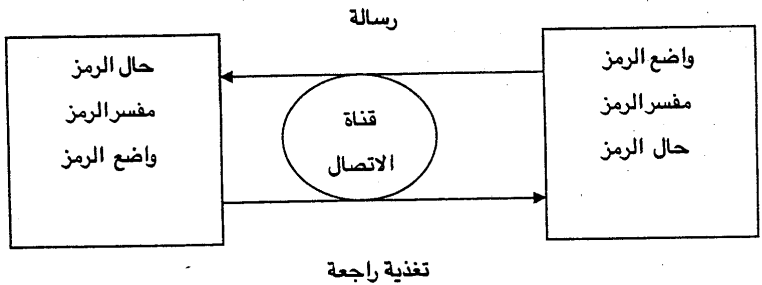 رسالة
واضع الرمز
مفسر الرمز
حال الرمز
قناة
الاتصال
حال الرمز
مفسر الرمز
واضع الرمز
تغذية راجعة